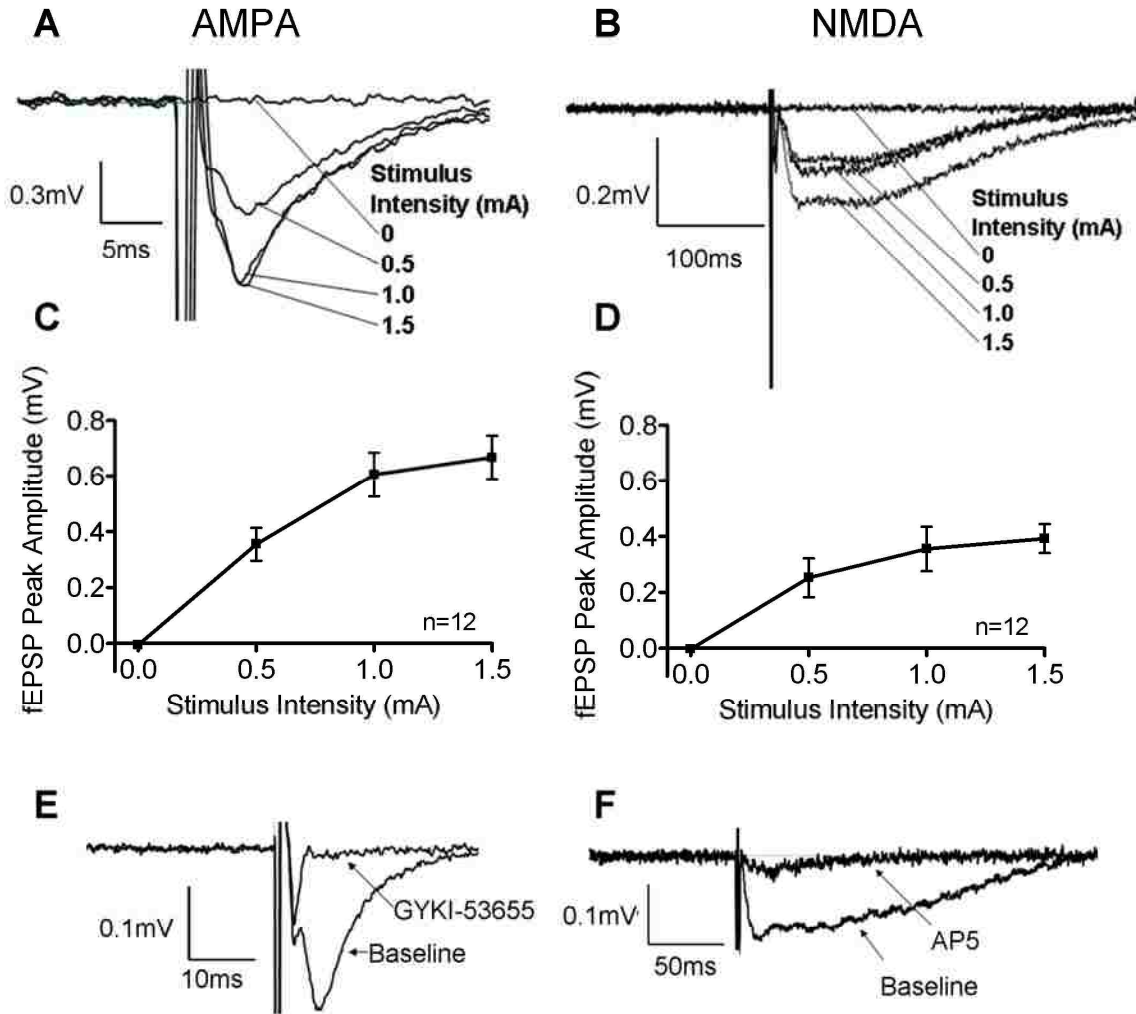 A
AMPA
B
NMDA
0.3mV
5ms
Stimulus
Intensity (mA)
0
0.5
1.0
1.5
0.2mV
100ms
Stimulus
Intensity (mA)
0
0.5
1.0
1.5
C
fEPSP Peak Amplitude (mV)
0.8
0.6
0.4
0.2
0.0
n=12
0.0 0.5 1.0 1.5
Stimulus Intensity (mA)
D
fEPSP Peak Amplitude (mV)
0.8
0.6
0.4
0.2
0.0
n=12
0.0 0.5 1.0 1.5
Stimulus Intensity (mA)
E
0.1mV
10ms
GYKI-53655
Baseline
F
0.1mV
50ms
AP5
Baseline